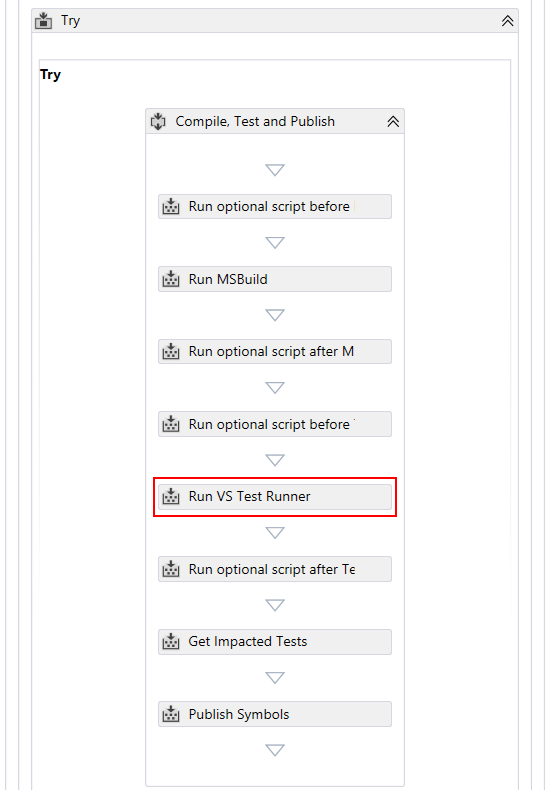 Try
Try
Compile, Test and Publish
Run optional script before
Run MSBuild
Run optional script after M
Run optional script before
Run VS Test Runner
Run optional script after Te
Get Impacted Tests
Publish Symbols